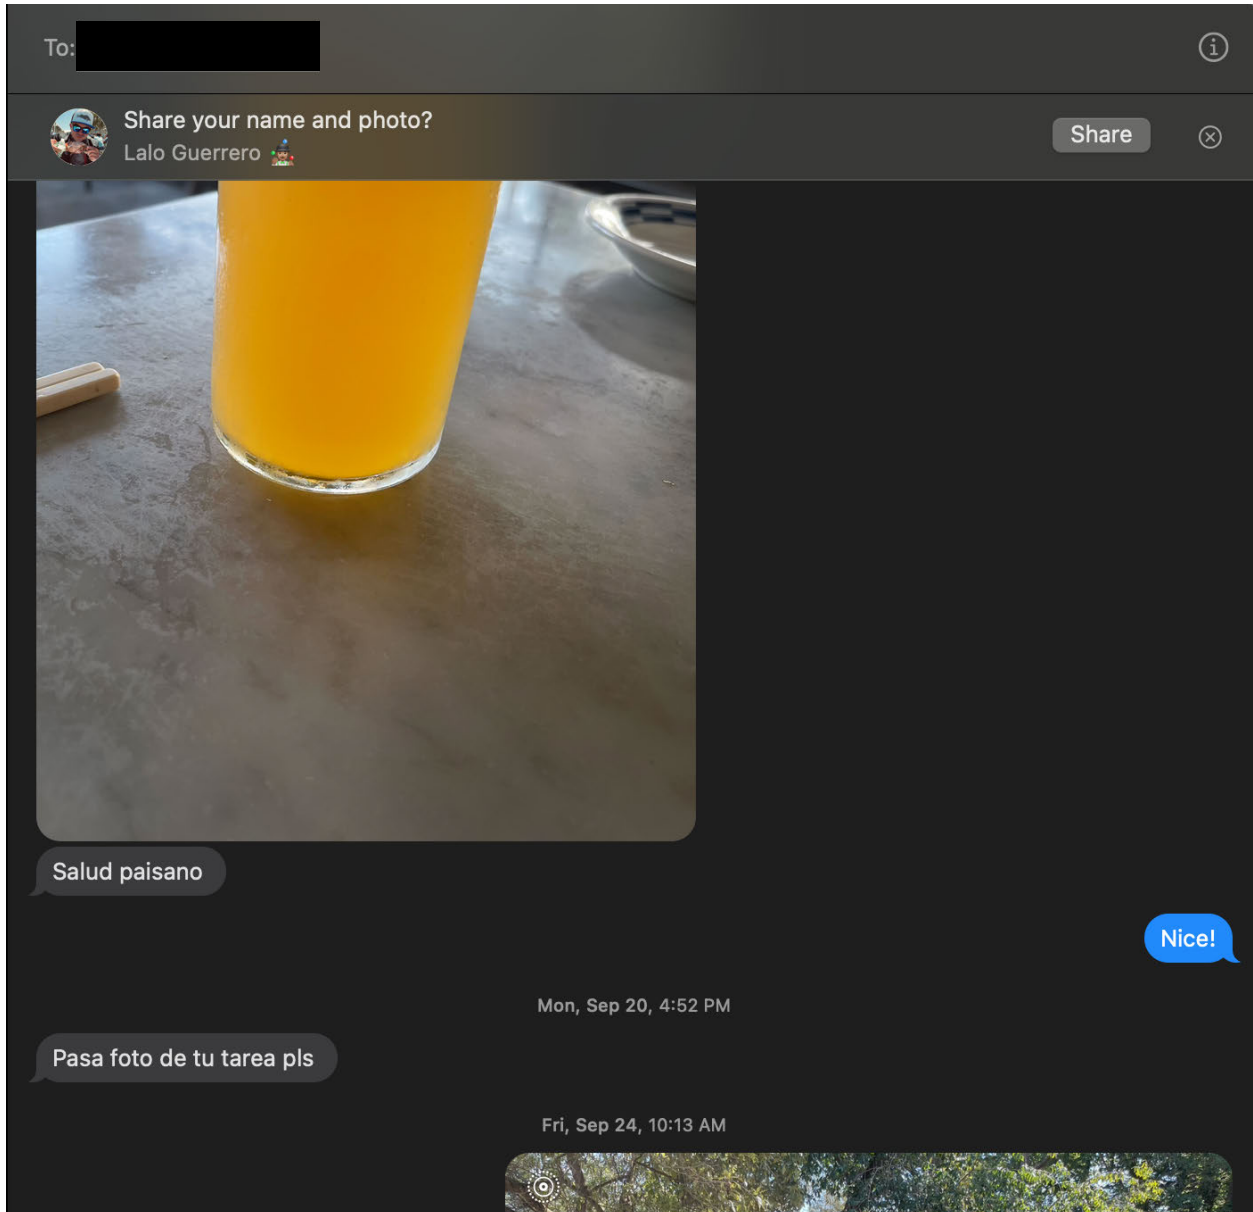 To:
Share your name and photo?
Lalo Guerrero
Share
Salud paisano
Nice!
Mon, Sep 20, 4:52 PM
Pasa foto de tu tarea pls
Fri, Sep 24, 10:13 AM